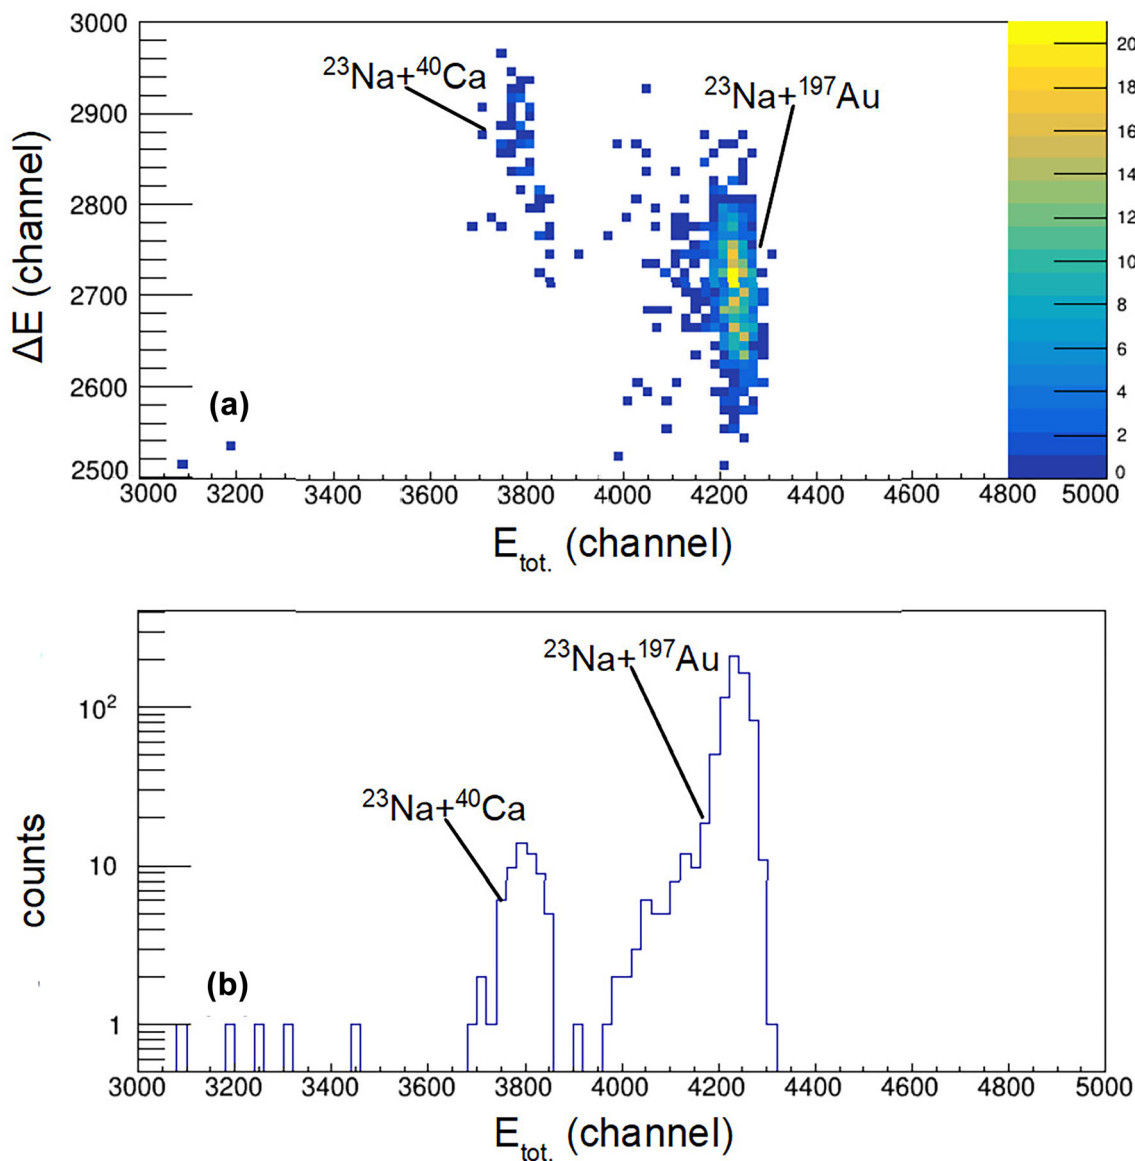 3000
2900
2800
2700
2600
2500
ΔE (channel)
²³Na+⁴⁰Ca
²³Na+¹⁹⁷Au
(a)
20
18
16
14
12
10
8
6
4
2
0
3000 3200 3400 3600 3800 4000 4200 4400 4600 4800 5000
E_tot. (channel)
²³Na+¹⁹⁷Au
²³Na+⁴⁰Ca
10²
10
1
counts
(b)
3000 3200 3400 3600 3800 4000 4200 4400 4600 4800 5000
E_tot. (channel)